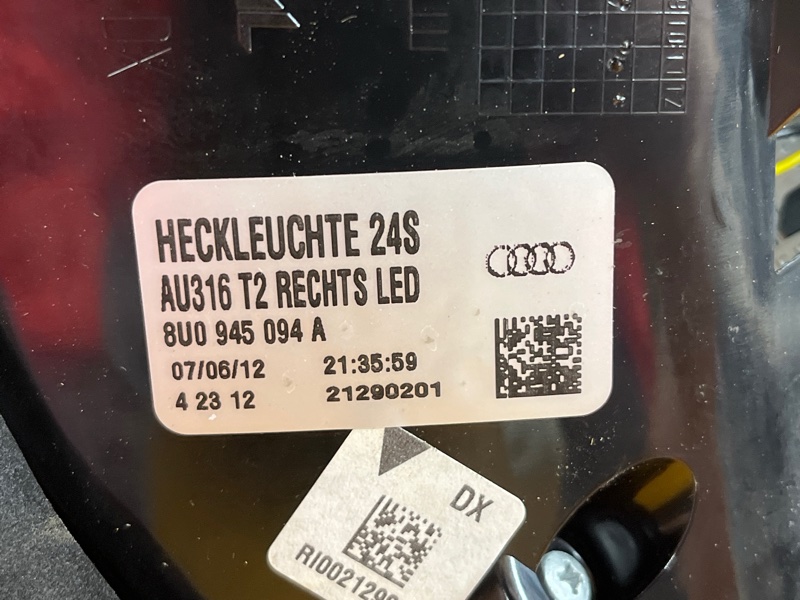 HECKLEUCHTE 24S
AU316 T2 RECHTS LED
8U0 945 094 A
07/06/12 21:35:59
4 23 12 21290201
DX